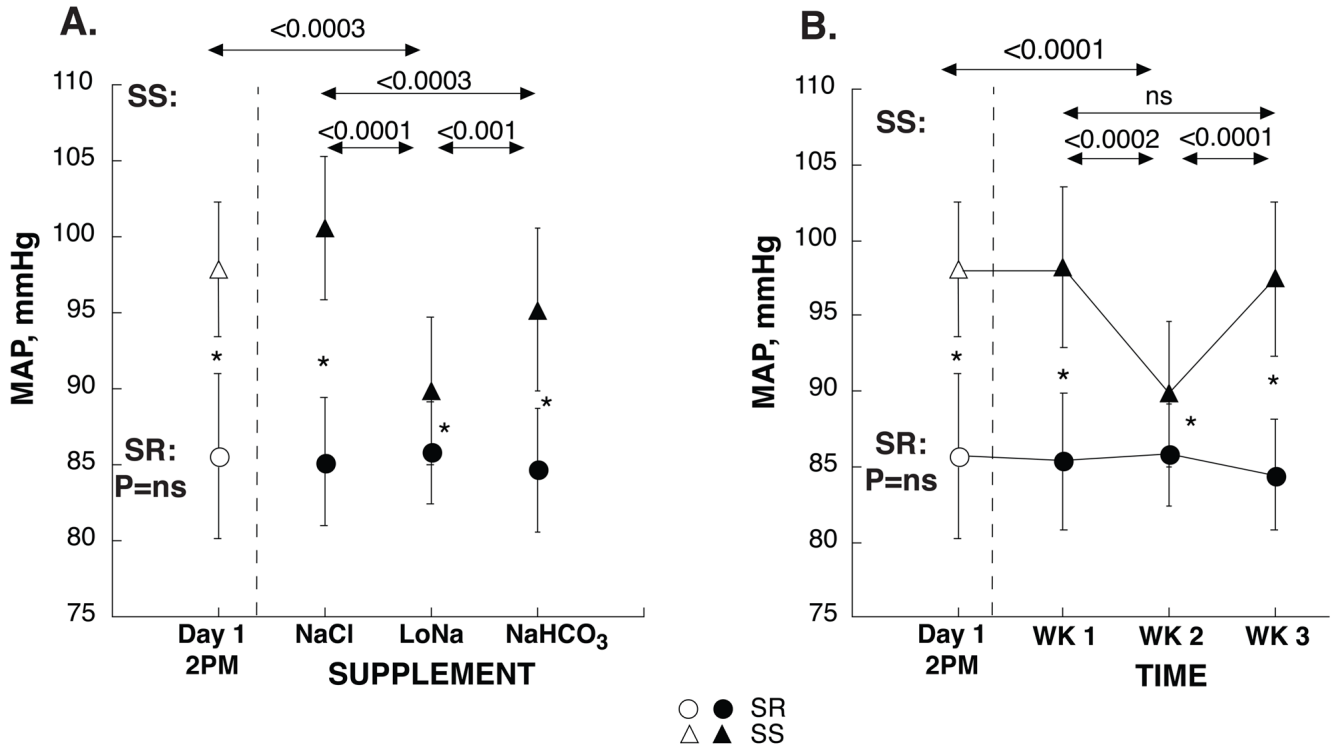 A.
<0.0003
<0.0003
<0.0001 <0.001
SS:
110
105
100
95
90
85
80
75
MAP, mmHg
*
*
*
*
SR:
P=ns
Day 1 NaCl LoNa NaHCO3
2PM
SUPPLEMENT
B.
<0.0001
ns
<0.0002 <0.0001
SS:
110
105
100
95
90
85
80
75
MAP, mmHg
*
*
*
*
SR:
P=ns
Day 1 WK 1 WK 2 WK 3
2PM
TIME
SR
SS